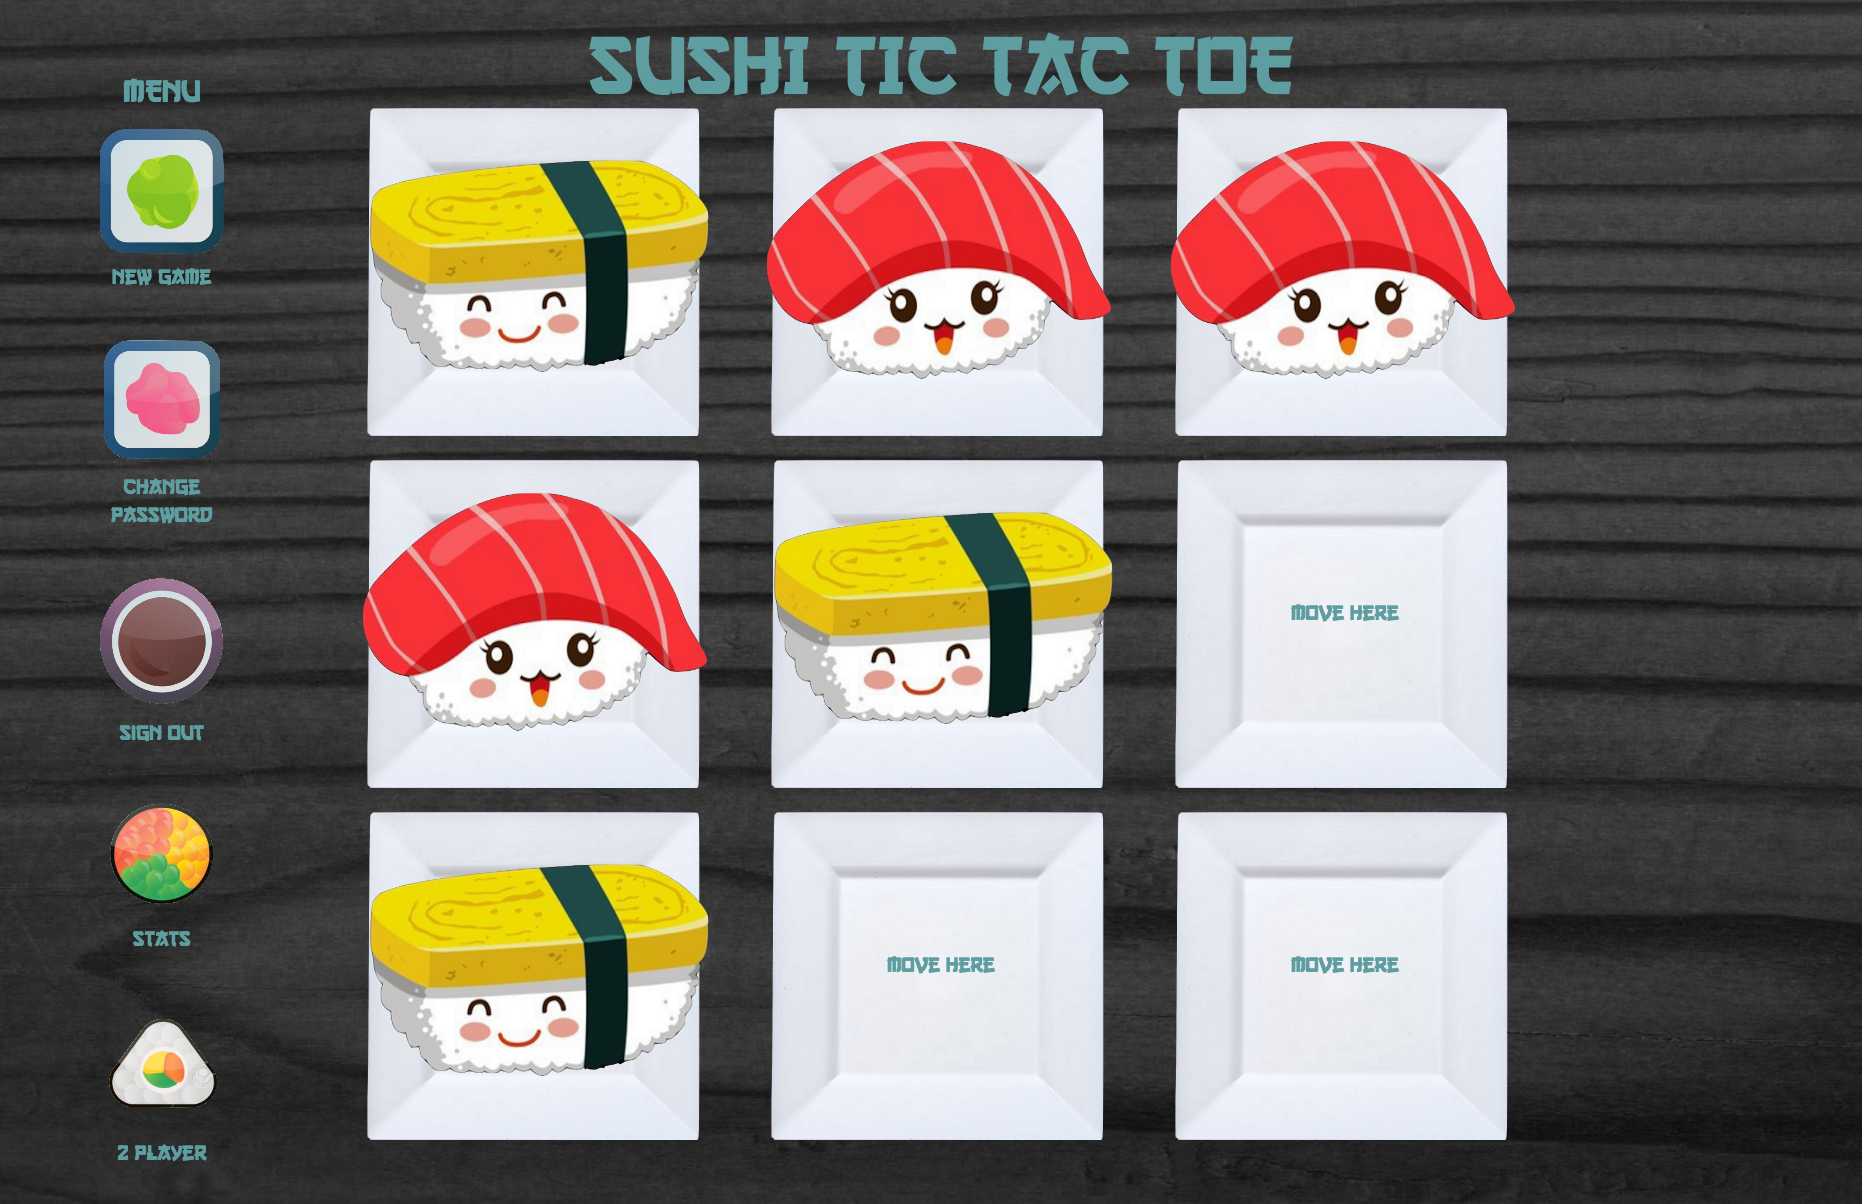 SUSHI TIC TAC TOE
MENU
NEW GAME
CHANGE
PASSWORD
SIGN OUT
STATS
2 PLAYER
MOVE HERE
MOVE HERE
MOVE HERE